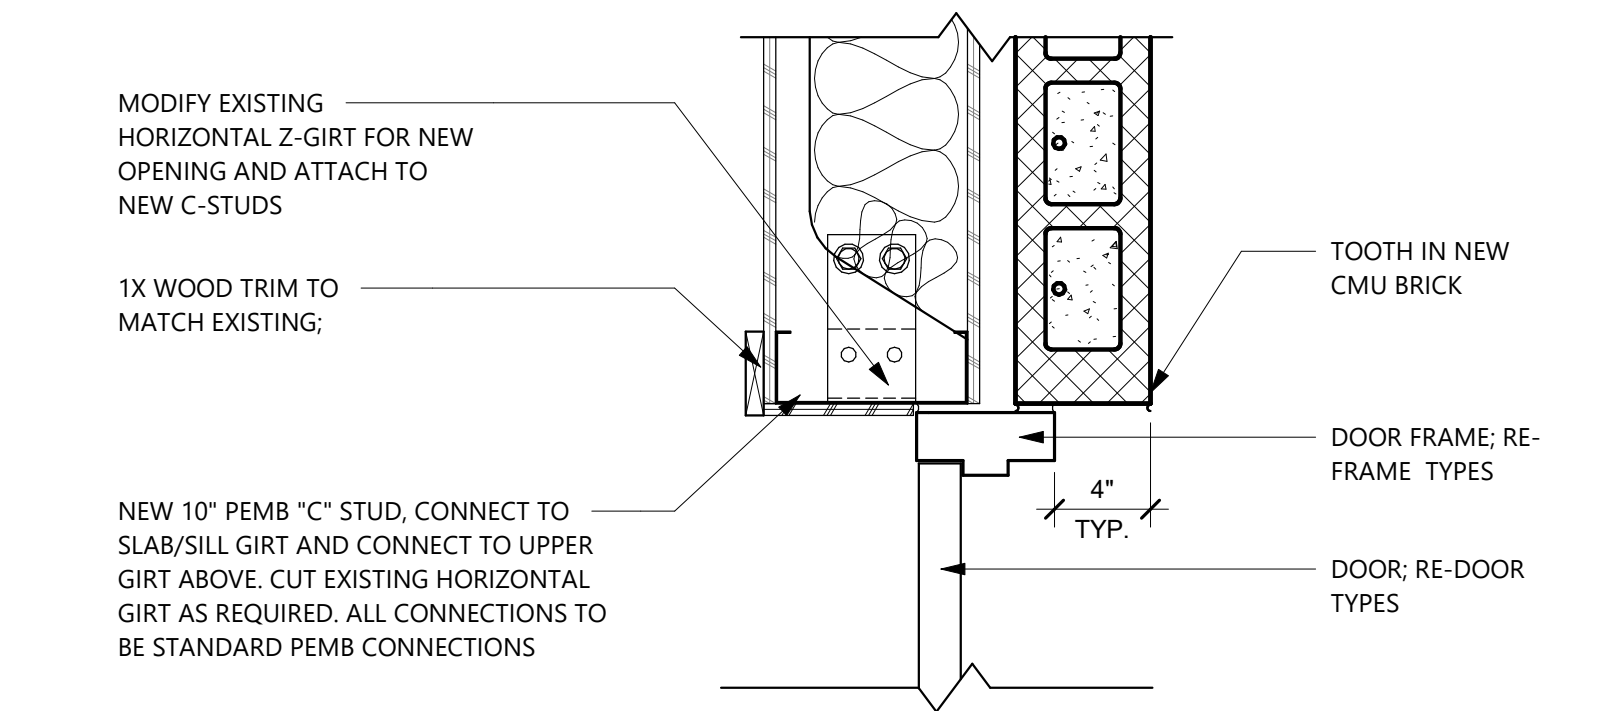 MODIFY EXISTING
HORIZONTAL Z-GIRT FOR NEW
OPENING AND ATTACH TO
NEW C-STUDS
1X WOOD TRIM TO
MATCH EXISTING;
NEW 10" PEMB "C" STUD, CONNECT TO
SLAB/SILL GIRT AND CONNECT TO UPPER
GIRT ABOVE. CUT EXISTING HORIZONTAL
GIRT AS REQUIRED. ALL CONNECTIONS TO
BE STANDARD PEMB CONNECTIONS
TOOTH IN NEW
CMU BRICK
DOOR FRAME; RE-
FRAME TYPES
4"
TYP.
DOOR; RE-DOOR
TYPES